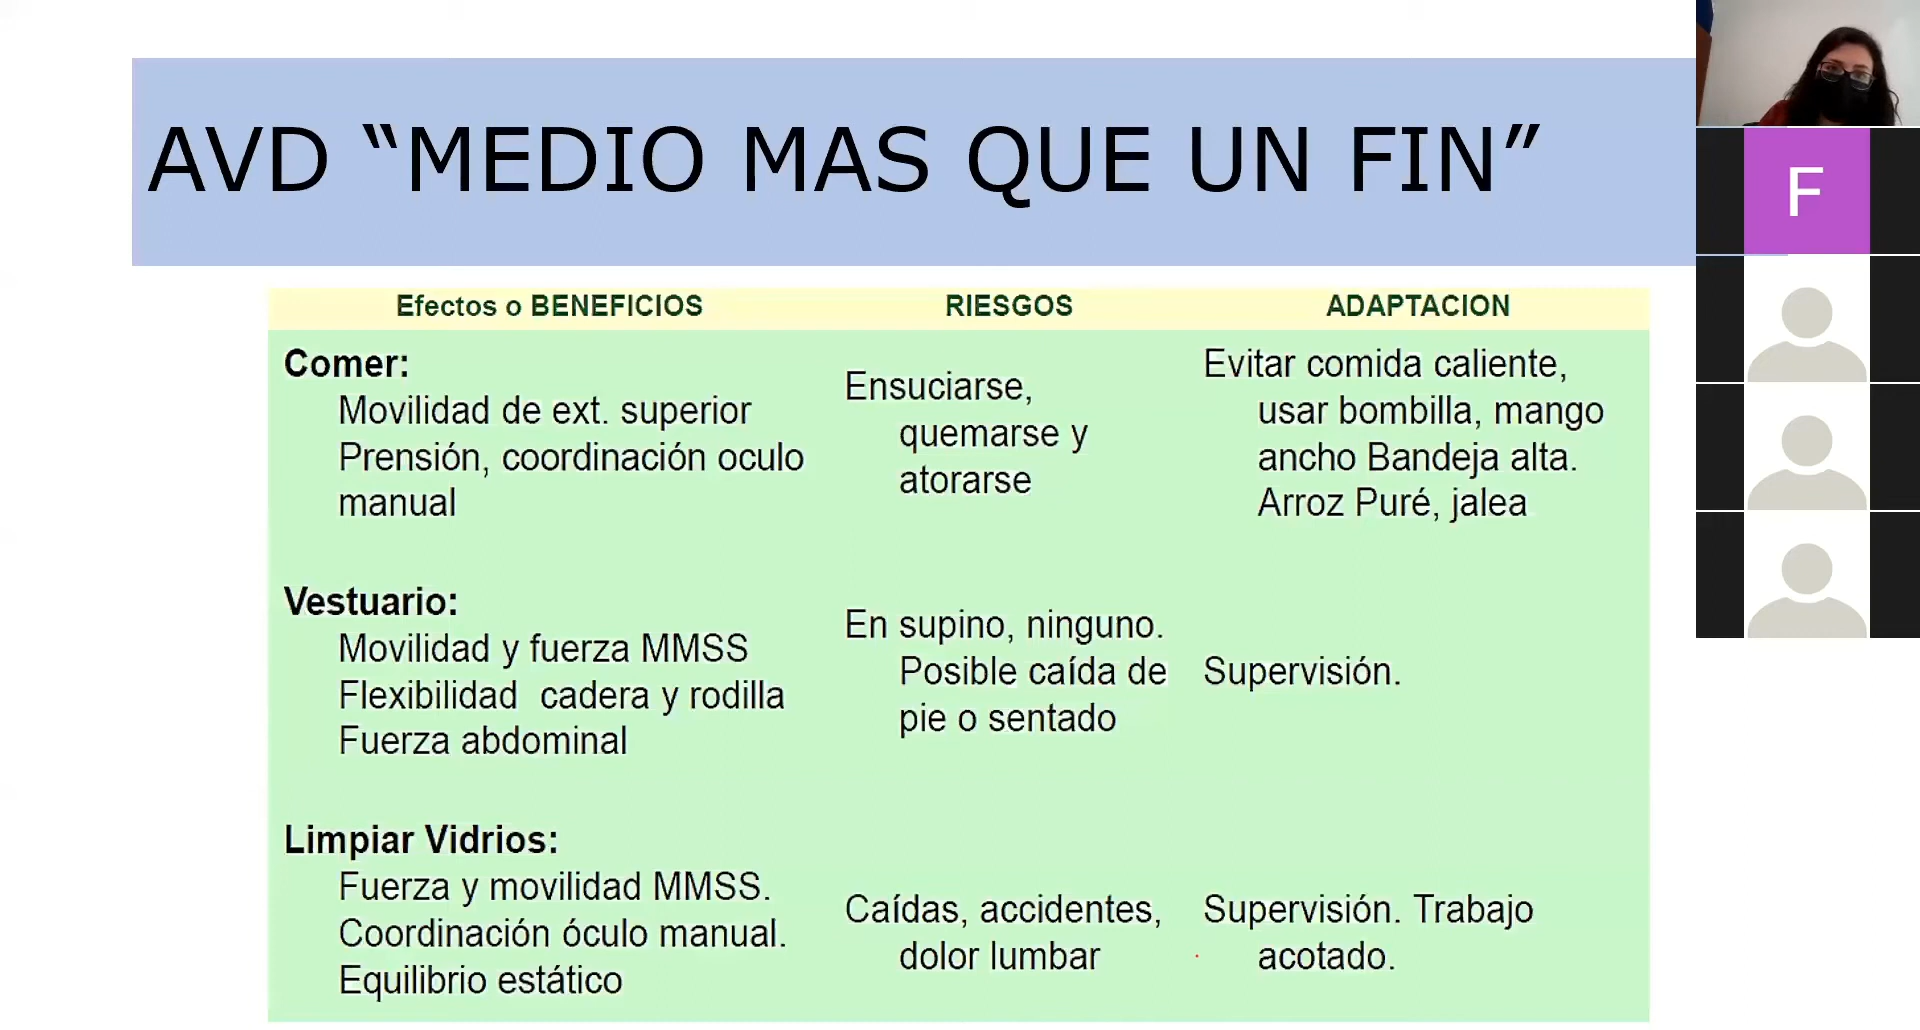 AVD “MEDIO MAS QUE UN FIN”
F
Efectos o BENEFICIOS RIESGOS ADAPTACION
Comer:
Movilidad de ext. superior
Prensión, coordinación oculo
manual
Ensuciarse,
quemarse y
atorarse
Evitar comida caliente,
usar bombilla, mango
ancho Bandeja alta.
Arroz Puré, jalea
Vestuario:
Movilidad y fuerza MMSS
Flexibilidad cadera y rodilla
Fuerza abdominal
En supino, ninguno.
Posible caída de
pie o sentado
Supervisión.
Limpiar Vidrios:
Fuerza y movilidad MMSS.
Coordinación óculo manual.
Equilibrio estático
Caídas, accidentes,
dolor lumbar
Supervisión. Trabajo
acotado.